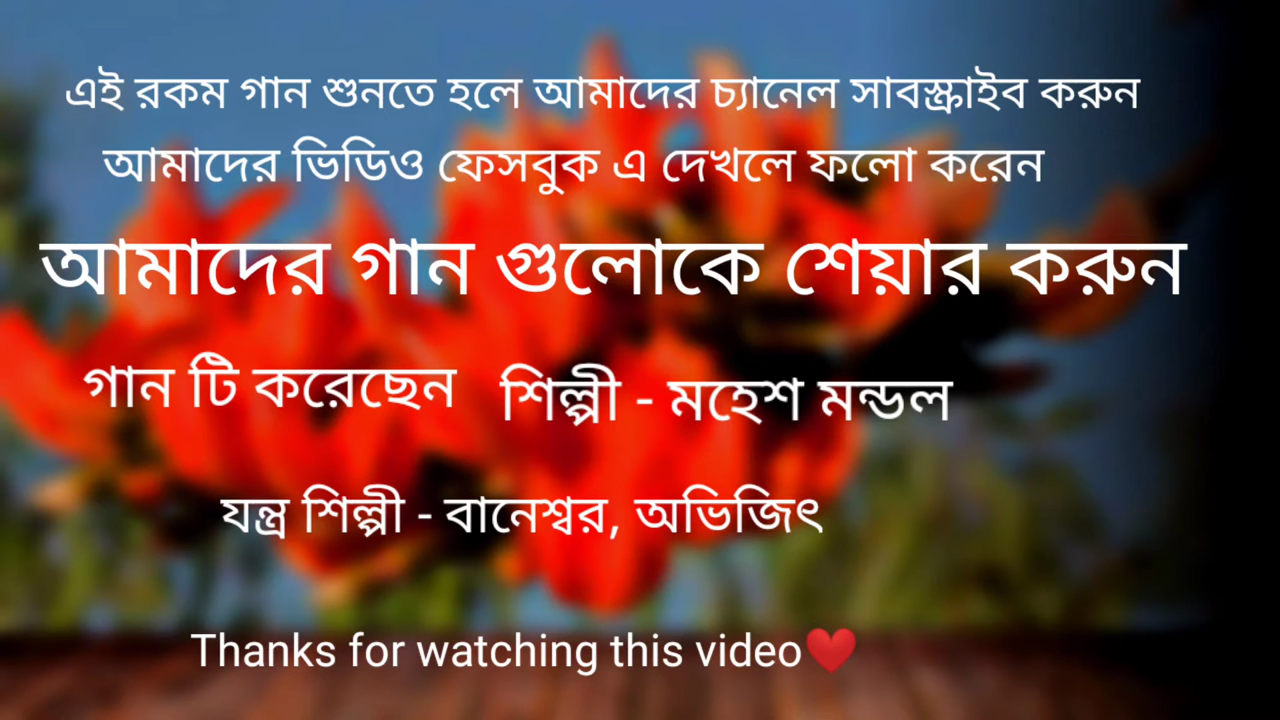 এই রকম গান শুনতে হলে আমাদের চ্যানেল সাবস্ক্রাইব করুন
আমাদের ভিডিও ফেসবুক এ দেখলে ফলো করেন
আমাদের গান গুলোকে শেয়ার করুন
গান টি করেছেন শিল্পী - মহেশ মন্ডল
যন্ত্র শিল্পী - বানেশ্বর, অভিজিৎ
Thanks for watching this video❤️